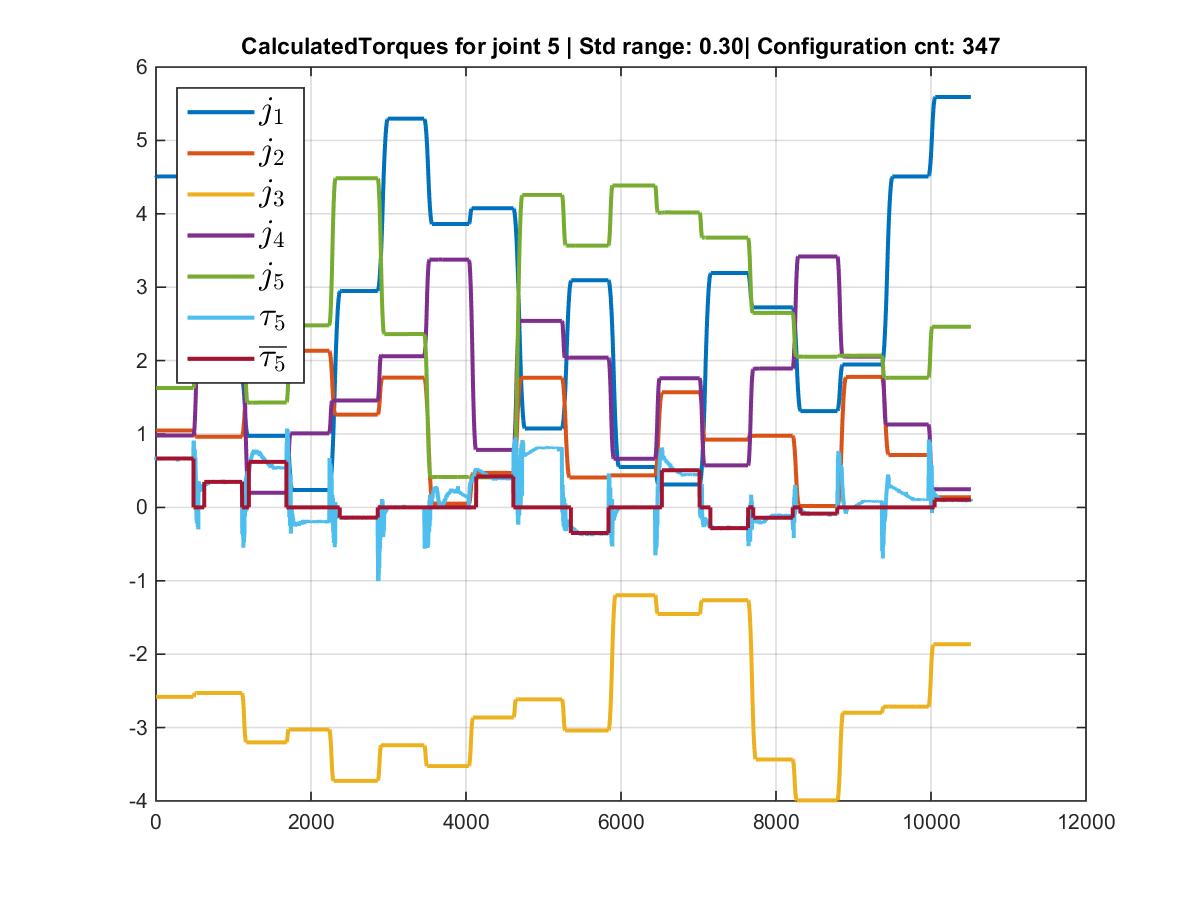 CalculatedTorques for joint 5 | Std range: 0.30| Configuration cnt: 347
6
5
4
3
2
1
0
-1
-2
-3
-4
j₁
j₂
j₃
j₄
j₅
τ₅
τ̅₅
0 2000 4000 6000 8000 10000 12000